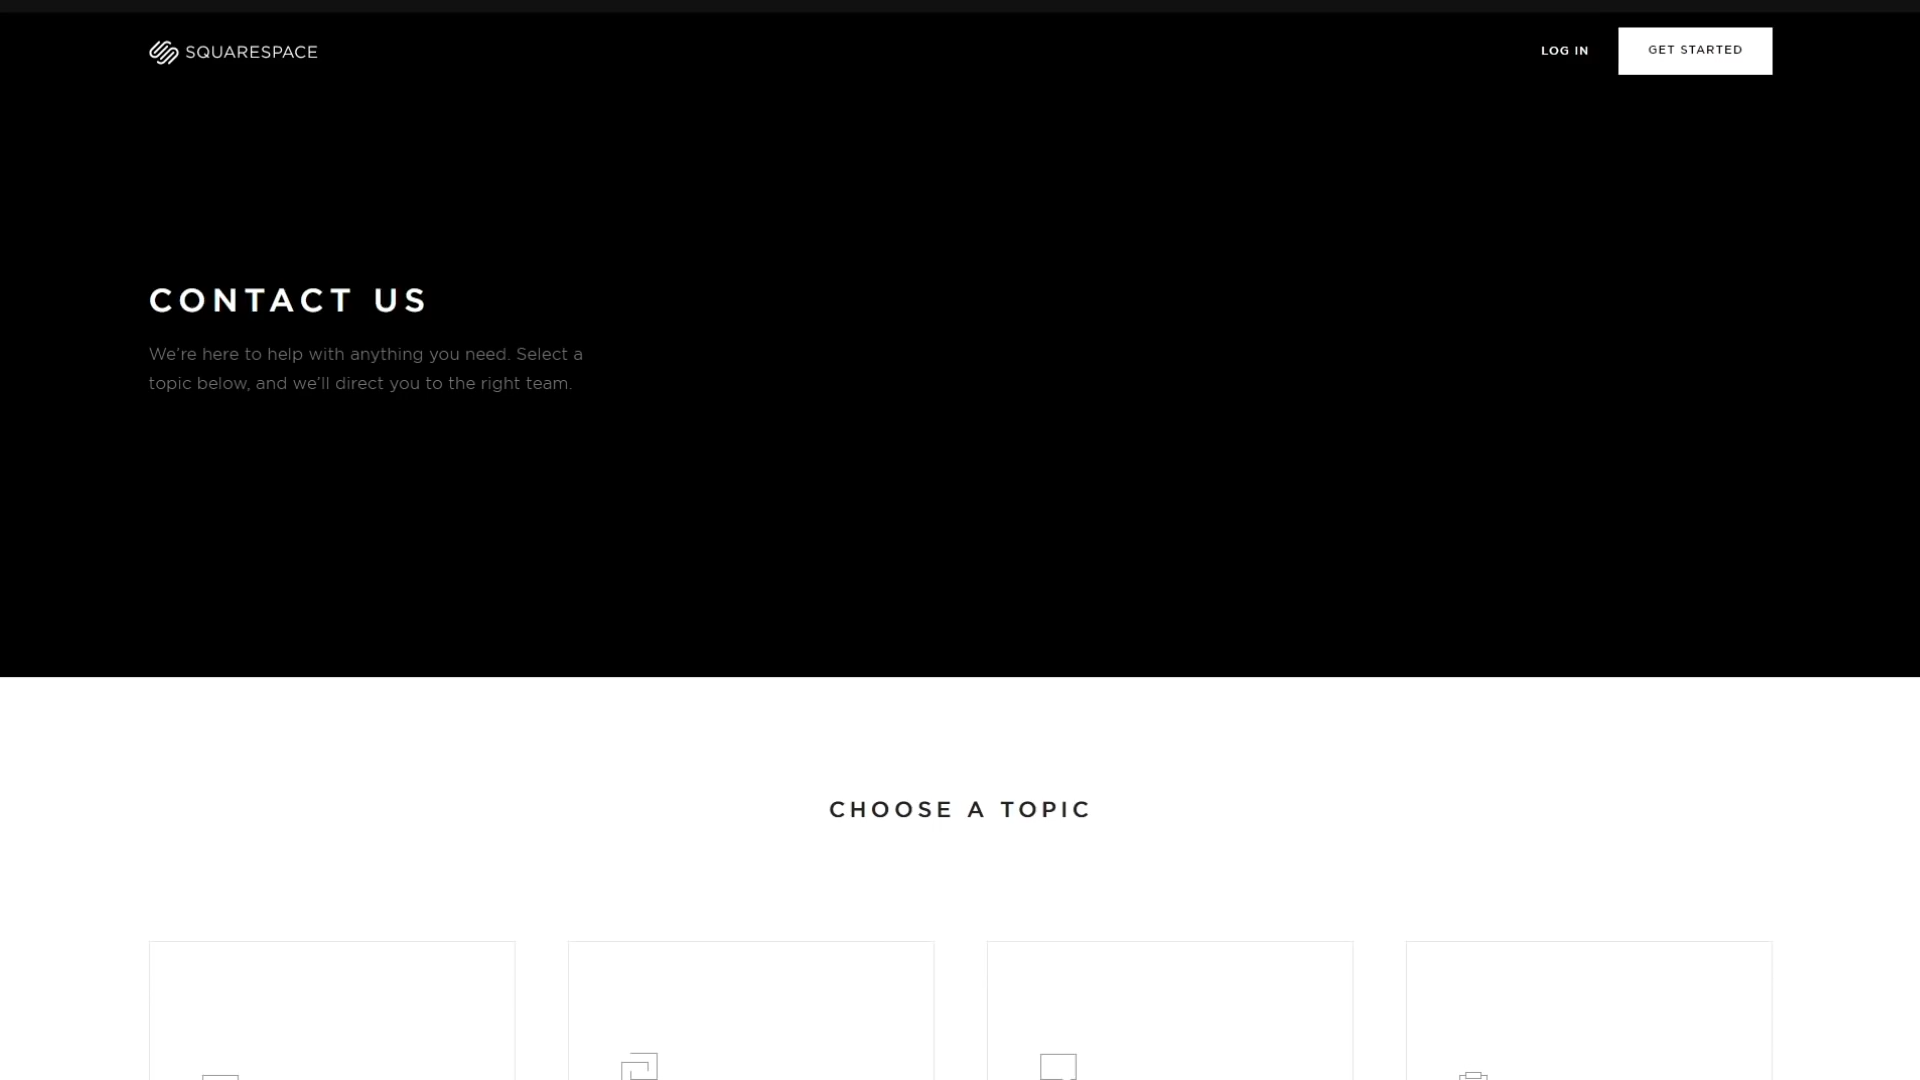 SQUARESPACE
LOG IN
GET STARTED
CONTACT US
We’re here to help with anything you need. Select a
topic below, and we’ll direct you to the right team.
CHOOSE A TOPIC